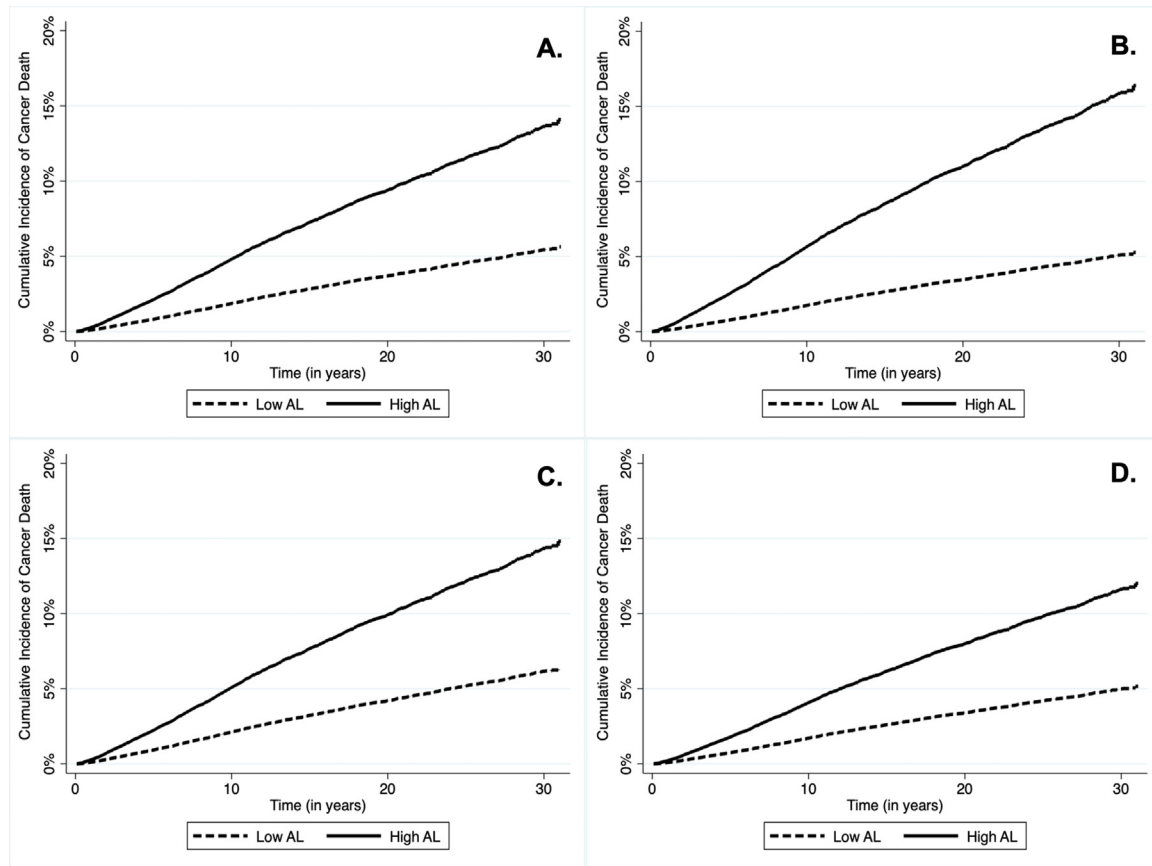 A.
Cumulative Incidence of Cancer Death
20%
15%
10%
5%
0%
0 10 20 30
Time (in years)
Low AL High AL
B.
Cumulative Incidence of Cancer Death
20%
15%
10%
5%
0%
0 10 20 30
Time (in years)
Low AL High AL
C.
Cumulative Incidence of Cancer Death
20%
15%
10%
5%
0%
0 10 20 30
Time (in years)
Low AL High AL
D.
Cumulative Incidence of Cancer Death
20%
15%
10%
5%
0%
0 10 20 30
Time (in years)
Low AL High AL